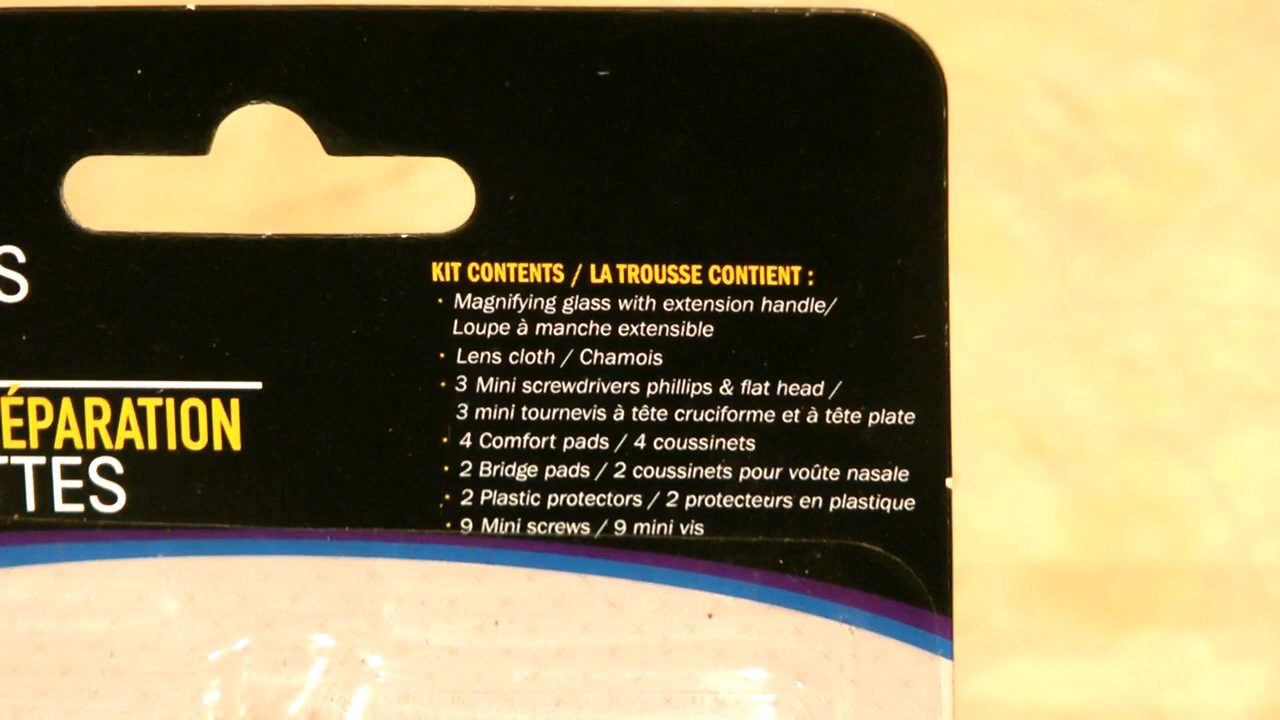 S
ÉPARATION
TTES
KIT CONTENTS / LA TROUSSE CONTIENT :
· Magnifying glass with extension handle/
Loupe à manche extensible
· Lens cloth / Chamois
· 3 Mini screwdrivers phillips & flat head /
3 mini tournevis à tête cruciforme et à tête plate
· 4 Comfort pads / 4 coussinets
· 2 Bridge pads / 2 coussinets pour voûte nasale
· 2 Plastic protectors / 2 protecteurs en plastique
· 9 Mini screws / 9 mini vis